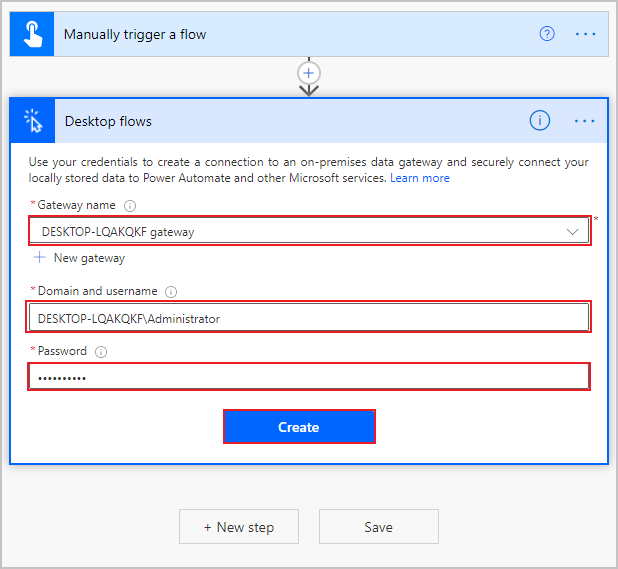 Manually trigger a flow
Desktop flows
Use your credentials to create a connection to an on-premises data gateway and securely connect your
locally stored data to Power Automate and other Microsoft services. Learn more
* Gateway name
DESKTOP-LQAKQKF gateway
*
+ New gateway
* Domain and username
DESKTOP-LQAKQKF\Administrator
* Password
••••••••••
Create
+ New step
Save